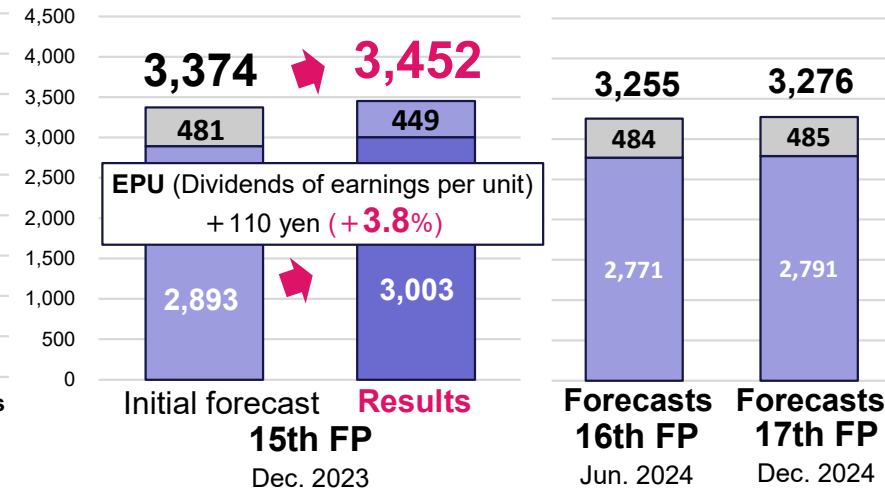 4,500
4,000
3,500
3,000
2,500
2,000
1,500
1,000
500
0
3,374
3,452
481
449
EPU (Dividends of earnings per unit)
+110 yen (+3.8%)
2,893
3,003
Initial forecast
Results
15th FP
Dec. 2023
3,255
3,276
484
485
2,771
2,791
Forecasts
16th FP
Jun. 2024
Forecasts
17th FP
Dec. 2024
s